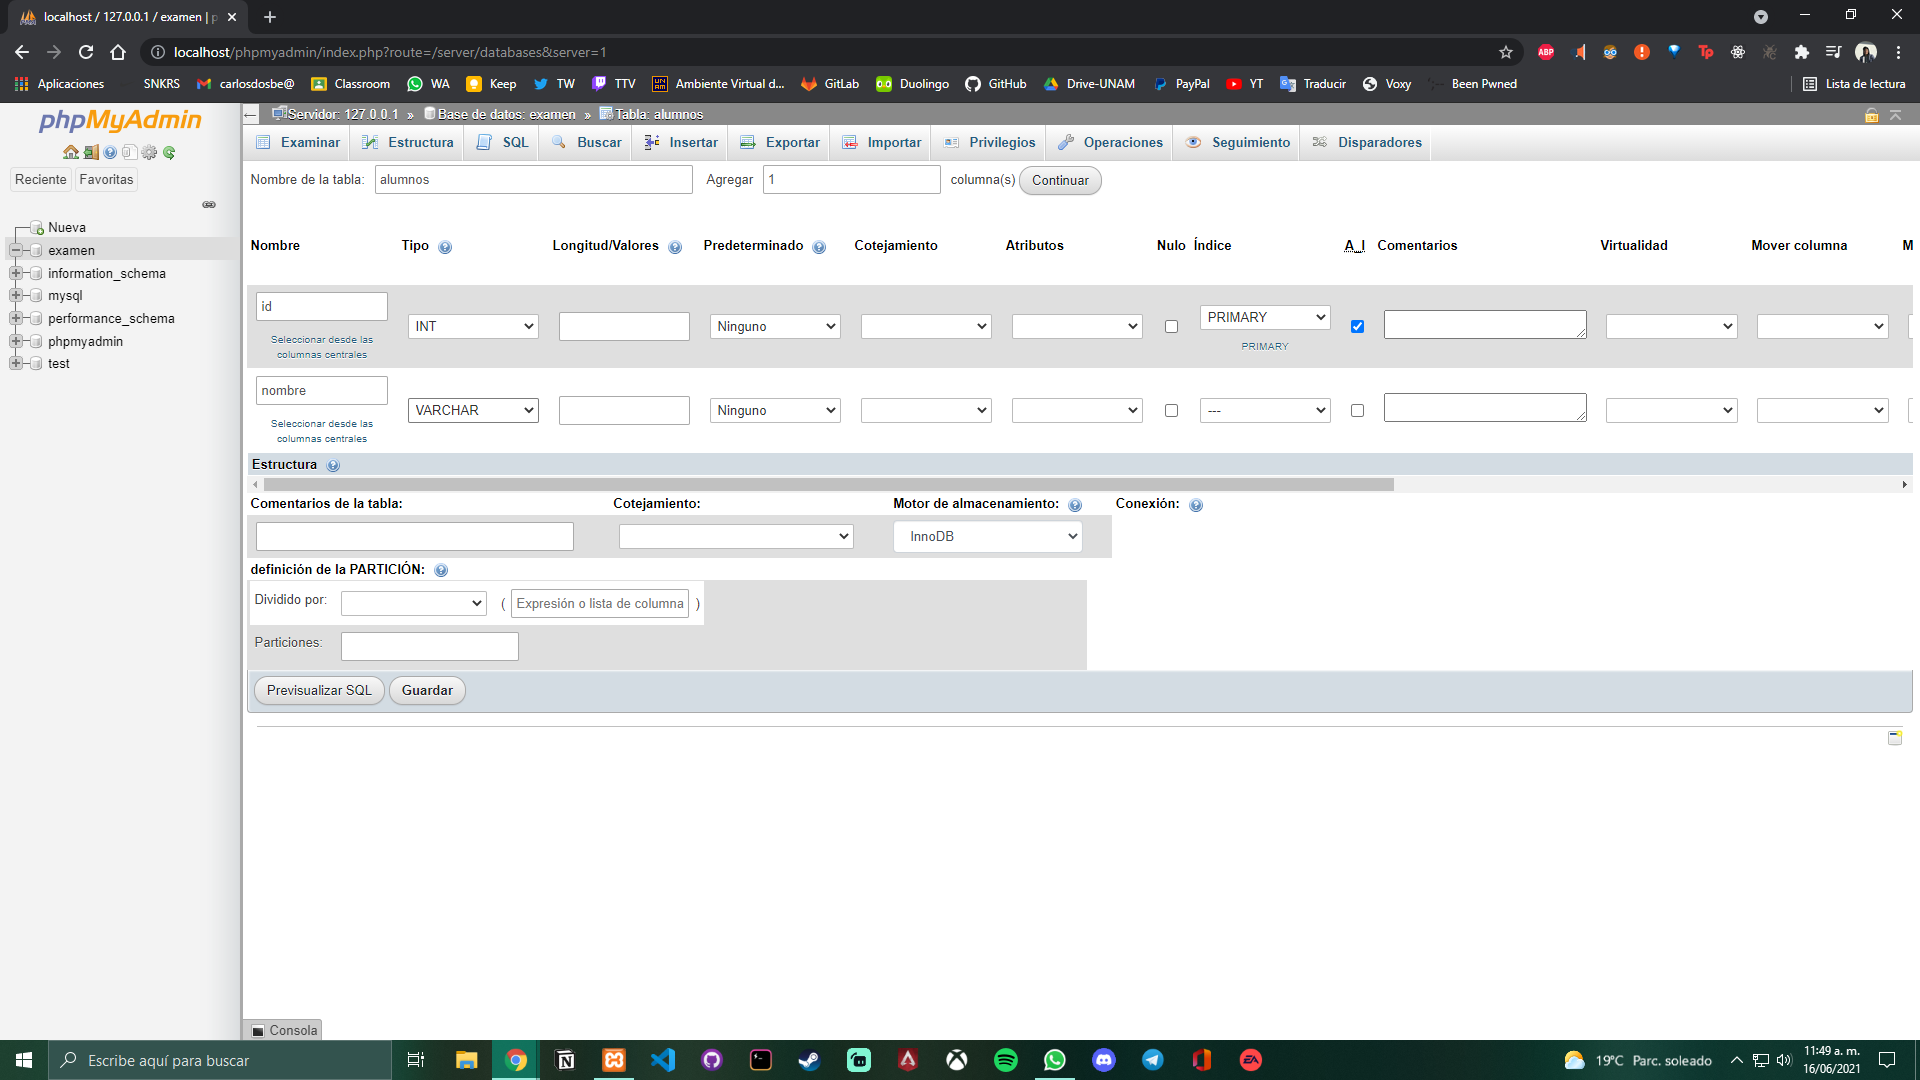 localhost / 127.0.0.1 / examen | p
localhost/phpmyadmin/index.php?route=/server/databases&server=1
ABP
Tp
Aplicaciones SNKRS carlosdosbe@ Classroom WA Keep TW TTV Ambiente Virtual d... GitLab Duolingo GitHub Drive-UNAM PayPal YT Traducir Voxy Been Pwned Lista de lectura
phpMyAdmin
Reciente Favoritas
Nueva
examen
information_schema
mysql
performance_schema
phpmyadmin
test
Servidor: 127.0.0.1 » Base de datos: examen » Tabla: alumnos
Examinar Estructura SQL Buscar Insertar Exportar Importar Privilegios Operaciones Seguimiento Disparadores
Nombre de la tabla: alumnos Agregar 1 columna(s) Continuar
Nombre Tipo Longitud/Valores Predeterminado Cotejamiento Atributos Nulo Índice A_I Comentarios Virtualidad Mover columna M
id INT Ninguno PRIMARY
Seleccionar desde las
columnas centrales
PRIMARY
nombre VARCHAR Ninguno ---
Seleccionar desde las
columnas centrales
Estructura
Comentarios de la tabla: Cotejamiento: Motor de almacenamiento: Conexión:
InnoDB
definición de la PARTICIÓN:
Dividido por: ( Expresión o lista de columna )
Particiones:
Previsualizar SQL Guardar
Consola
Escribe aquí para buscar
19°C Parc. soleado
11:49 a. m.
16/06/2021